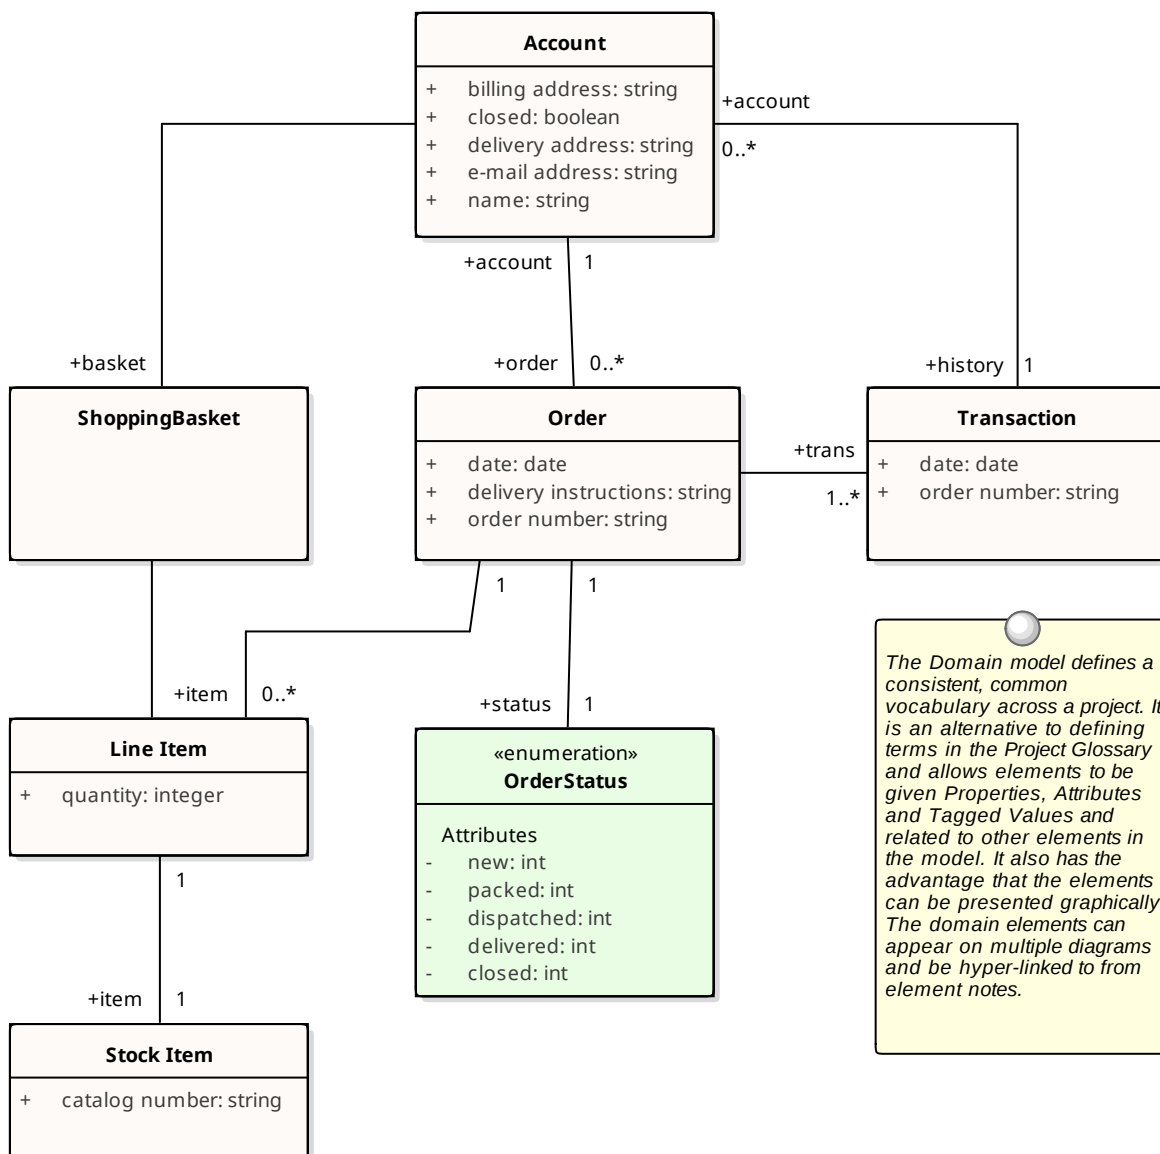 Account
+ billing address: string
+ closed: boolean
+ delivery address: string
+ e-mail address: string
+ name: string
+account
0..*
+account 1
+basket
+order 0..*
+history 1
ShoppingBasket
Order
+ date: date
+ delivery instructions: string
+ order number: string
+trans
1..*
Transaction
+ date: date
+ order number: string
1
1
+item 0..*
+status 1
Line Item
+ quantity: integer
«enumeration»
OrderStatus
Attributes
- new: int
- packed: int
- dispatched: int
- delivered: int
- closed: int
The Domain model defines a
consistent, common
vocabulary across a project. It
is an alternative to defining
terms in the Project Glossary
and allows elements to be
given Properties, Attributes
and Tagged Values and
related to other elements in
the model. It also has the
advantage that the elements
can be presented graphically
The domain elements can
appear on multiple diagrams
and be hyper-linked to from
element notes.
1
+item 1
Stock Item
+ catalog number: string